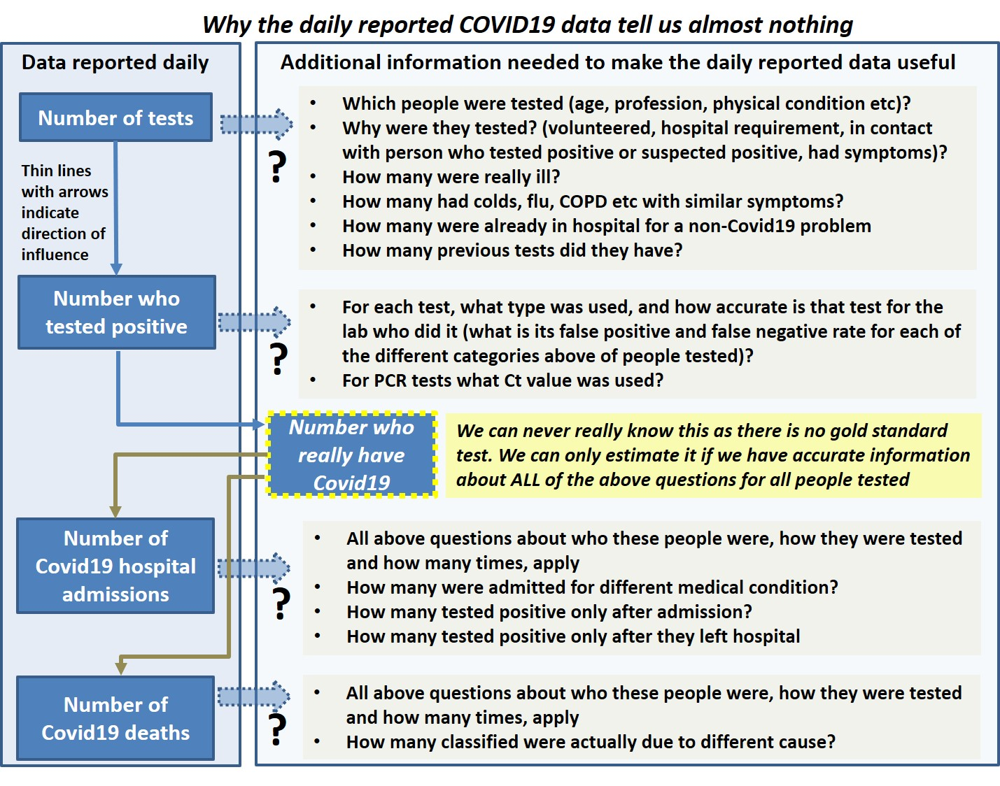 Why the daily reported COVID19 data tell us almost nothing
Data reported daily
Number of tests
Thin lines
with arrows
indicate
direction of
influence
Number who
tested positive
Number of
Covid19 hospital
admissions
Number of
Covid19 deaths
Additional information needed to make the daily reported data useful
?
• Which people were tested (age, profession, physical condition etc)?
• Why were they tested? (volunteered, hospital requirement, in contact
with person who tested positive or suspected positive, had symptoms)?
• How many were really ill?
• How many had colds, flu, COPD etc with similar symptoms?
• How many were already in hospital for a non-Covid19 problem
• How many previous tests did they have?
?
• For each test, what type was used, and how accurate is that test for the
lab who did it (what is its false positive and false negative rate for each of
the different categories above of people tested)?
• For PCR tests what Ct value was used?
Number who
really have
Covid19
We can never really know this as there is no gold standard
test. We can only estimate it if we have accurate information
about ALL of the above questions for all people tested
?
• All above questions about who these people were, how they were tested
and how many times, apply
• How many were admitted for different medical condition?
• How many tested positive only after admission?
• How many tested positive only after they left hospital
?
• All above questions about who these people were, how they were tested
and how many times, apply
• How many classified were actually due to different cause?